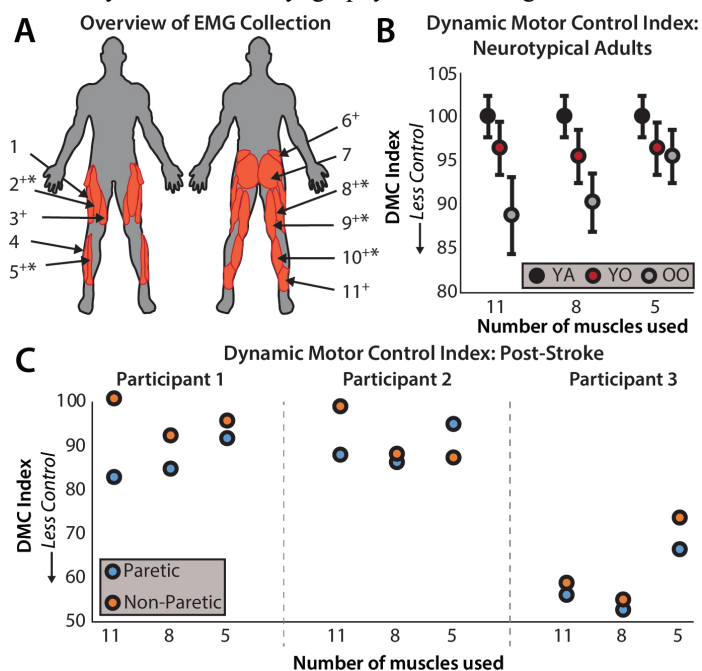 A
Overview of EMG Collection
1
2+*
3+
4
5+*
6+
7
8+*
9+*
10+*
11+
B
Dynamic Motor Control Index:
Neurotypical Adults
DMC Index
Less Control
105
100
95
90
85
80
YA YO OO
11 8 5
Number of muscles used
C
Dynamic Motor Control Index: Post-Stroke
Participant 1 Participant 2 Participant 3
DMC Index
Less Control
100
90
80
70
60
50
Paretic
Non-Paretic
11 8 5 11 8 5 11 8 5
Number of muscles used